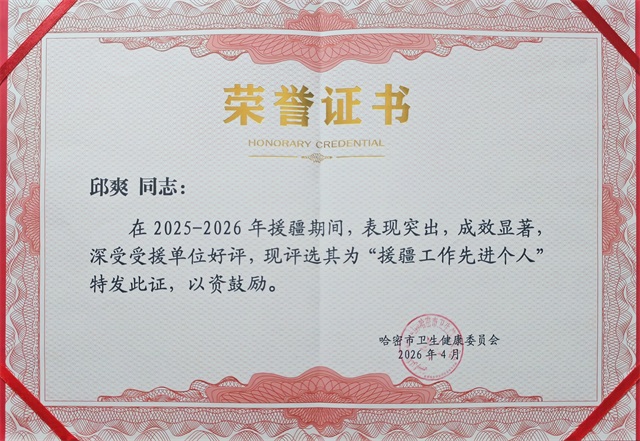 荣誉证书
HONORARY CREDENTIAL
邱爽 同志：
在 2025-2026 年援疆期间，表现突出，成效显著，
深受受援单位好评，现评选其为“援疆工作先进个人”
特发此证，以资鼓励。
哈密市卫生健康委员会
2026 年 4 月